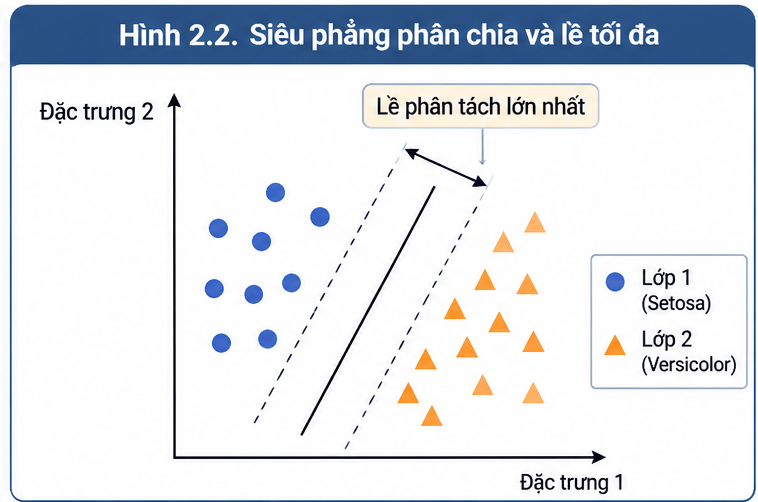 Hình 2.2. Siêu phẳng phân chia và lề tối đa
Đặc trưng 2
Lề phân tách lớn nhất
Lớp 1
(Setosa)
Lớp 2
(Versicolor)
Đặc trưng 1